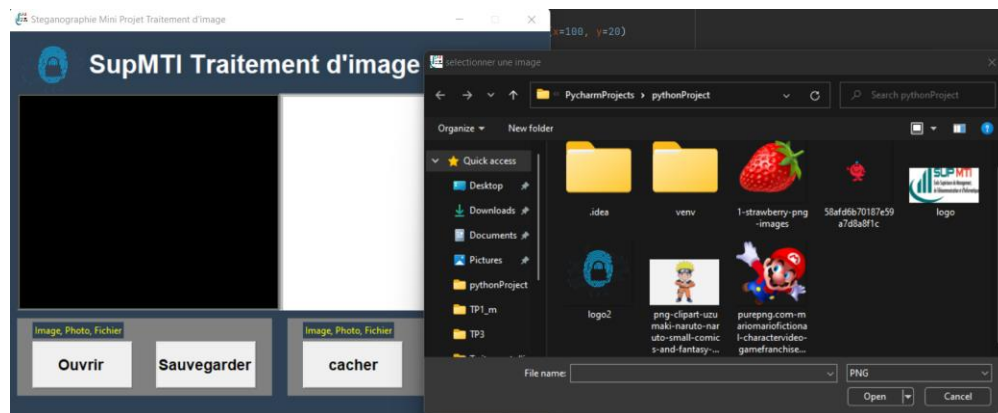 Steganographie Mini Projet Traitement d'image
x=100, y=20)
SupMTI Traitement d'image
selectionner une image
PycharmProjects
pythonProject
Search pythonProject
Organize
New folder
Quick access
Desktop
Downloads
Documents
Pictures
pythonProject
TP1_m
TP3
.idea
venv
1-strawberry-png
-images
58afd6b70187e59
a7d8a8f1c
SUP MTI
logo
logo2
png-clipart-uzu
maki-naruto-nar
uto-small-comic
s-and-fantasy-...
purepng.com-m
ariomariofictiona
l-charactervideo-
gamefranchise...
Image, Photo, Fichier
Ouvrir
Sauvegarder
Image, Photo, Fichier
cacher
File name:
PNG
Open
Cancel